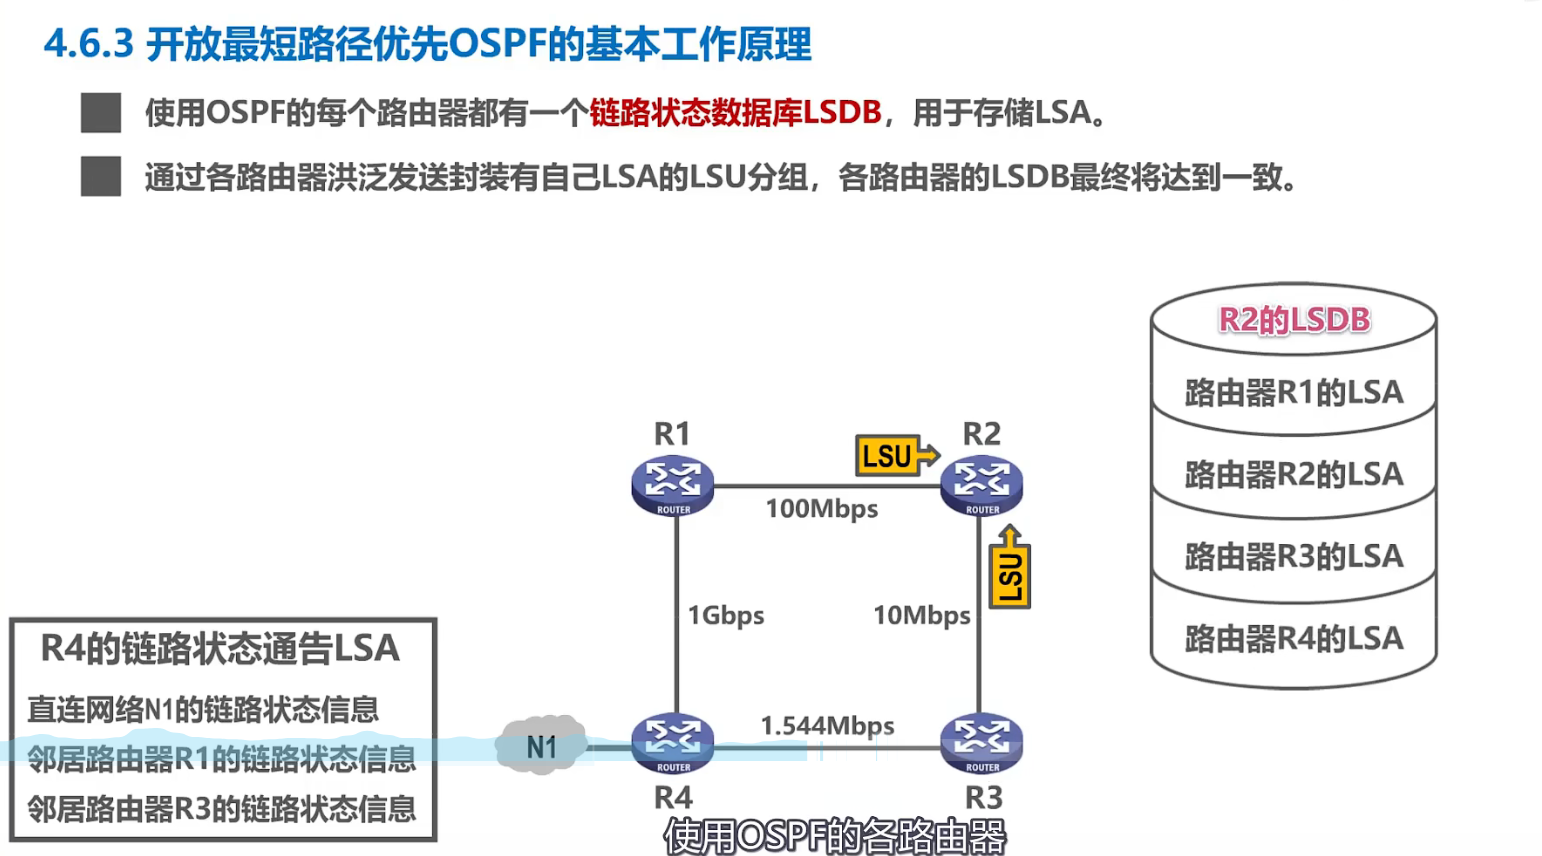 4.6.3 开放最短路径优先OSPF的基本工作原理
使用OSPF的每个路由器都有一个链路状态数据库LSDB，用于存储LSA。
通过各路由器洪泛发送封装有自己LSA的LSU分组，各路由器的LSDB最终将达到一致。
R2的LSDB
路由器R1的LSA
路由器R2的LSA
路由器R3的LSA
路由器R4的LSA
R1
R2
LSU
ROUTER
ROUTER
100Mbps
LSU
1Gbps
10Mbps
R4的链路状态通告LSA
直连网络N1的链路状态信息
邻居路由器R1的链路状态信息
邻居路由器R3的链路状态信息
N1
1.544Mbps
ROUTER
ROUTER
R4
R3
使用OSPF的各路由器